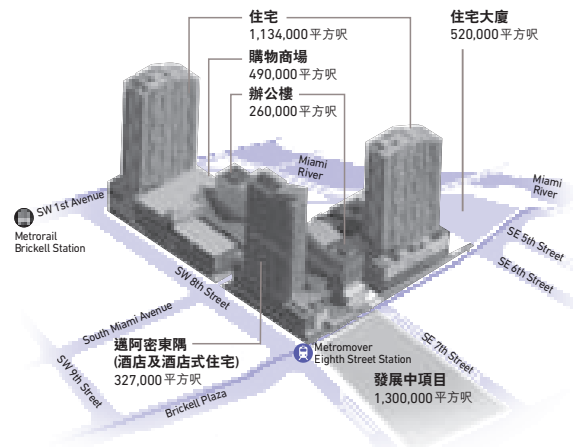 住宅
1,134,000平方呎
住宅大廈
520,000平方呎
購物商場
490,000平方呎
辦公樓
260,000平方呎
Miami
River
Miami
River
SW 1st Avenue
Metrorail
Brickell Station
SE 5th Street
SE 6th Street
SW 8th Street
South Miami Avenue
SW 9th Street
邁阿密東隅
(酒店及酒店式住宅)
327,000平方呎
Metromover
Eighth Street Station
SE 7th Street
Brickell Plaza
發展中項目
1,300,000平方呎